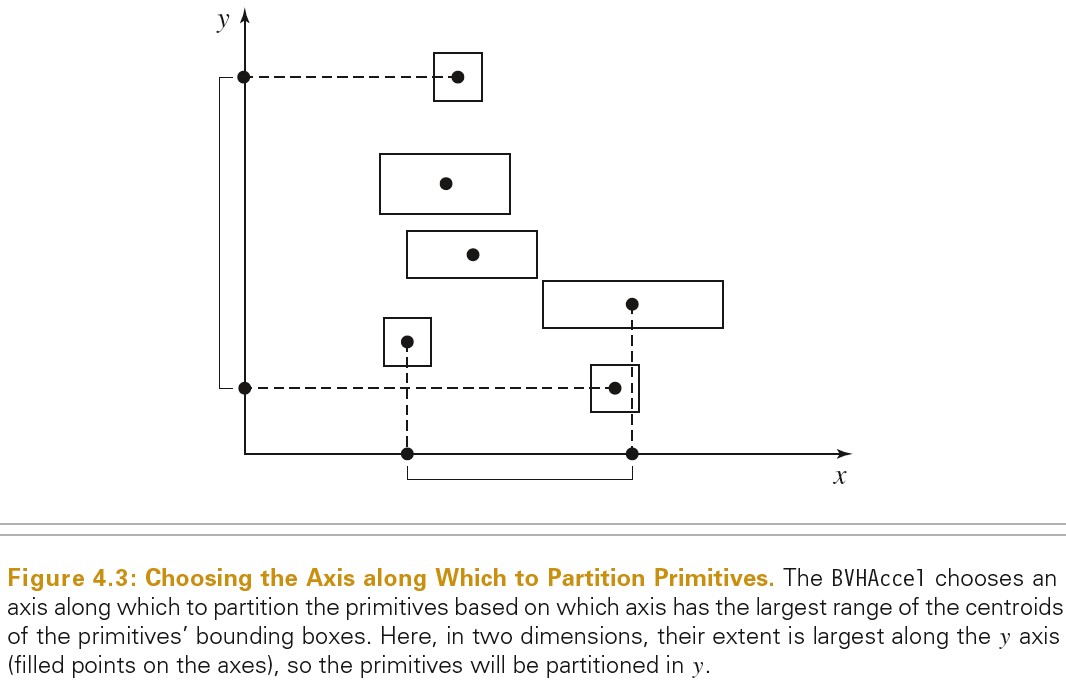 y
x
Figure 4.3: Choosing the Axis along Which to Partition Primitives. The BVHAccel chooses an
axis along which to partition the primitives based on which axis has the largest range of the centroids
of the primitives’ bounding boxes. Here, in two dimensions, their extent is largest along the y axis
(filled points on the axes), so the primitives will be partitioned in y.